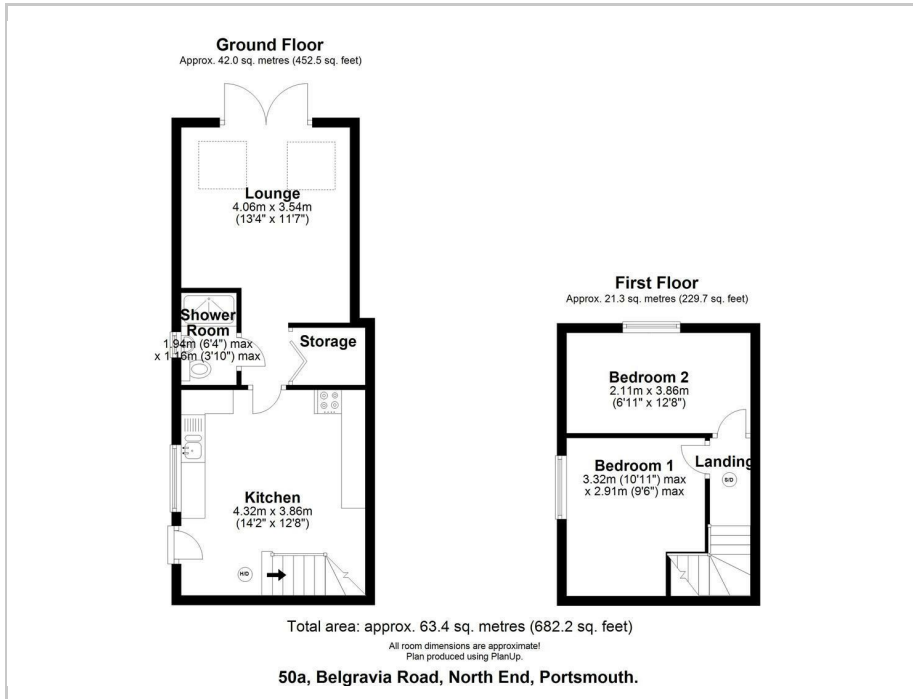 Ground Floor
Approx. 42.0 sq. metres (452.5 sq. feet)
Lounge
4.06m x 3.54m
(13'4" x 11'7")
Shower
Room
1.94m (6'4") max
x 1.16m (3'10") max
Storage
Kitchen
4.32m x 3.86m
(14'2" x 12'8")
H/D
First Floor
Approx. 21.3 sq. metres (229.7 sq. feet)
Bedroom 2
2.11m x 3.86m
(6'11" x 12'8")
Bedroom 1
3.32m (10'11") max
x 2.91m (9'6") max
Landing
S/D
Total area: approx. 63.4 sq. metres (682.2 sq. feet)
All room dimensions are approximate!
Plan produced using PlanUp.
50a, Belgravia Road, North End, Portsmouth.